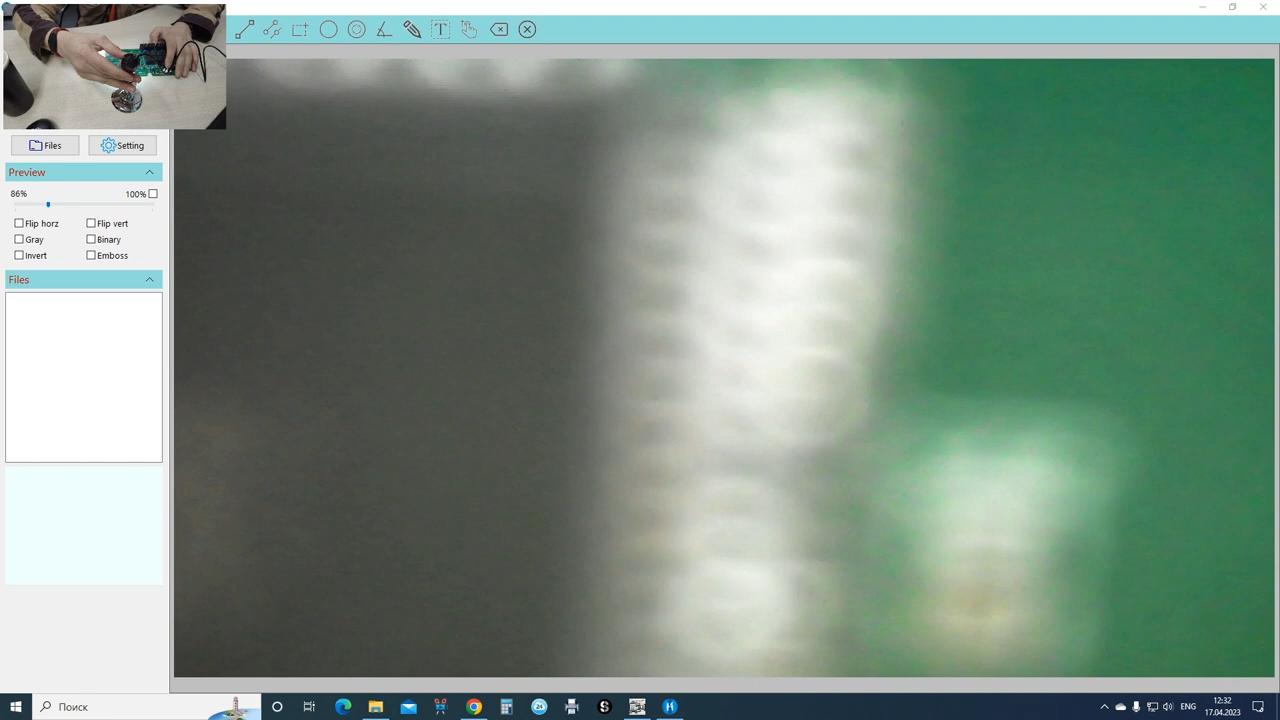 Files
Setting
Preview
86%
100%
Flip horz
Flip vert
Gray
Binary
Invert
Emboss
Files
T
Поиск
ENG
12:32
17.04.2023